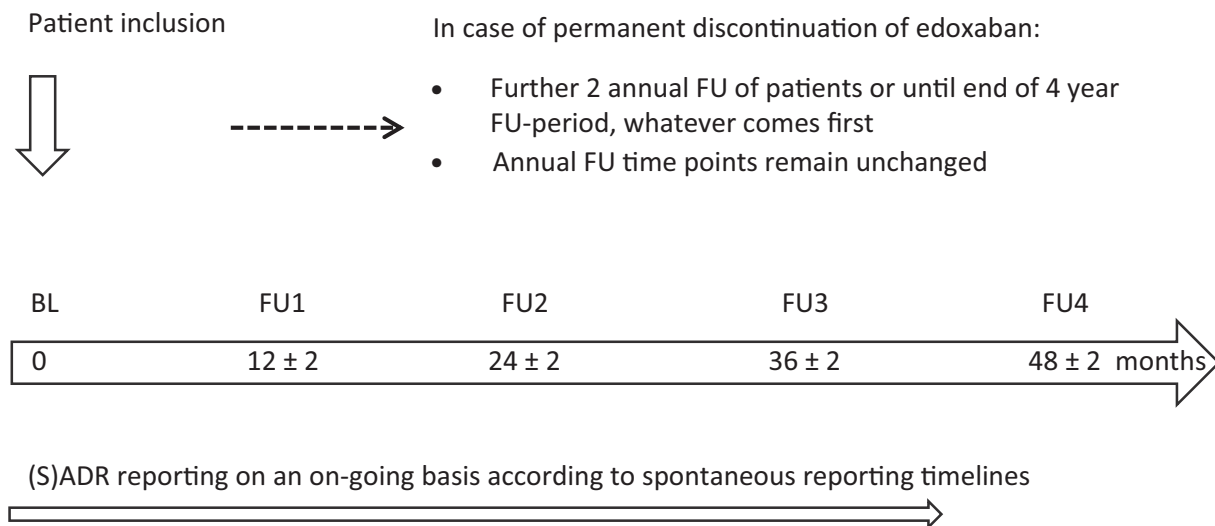 Patient inclusion
In case of permanent discontinuation of edoxaban:
• Further 2 annual FU of patients or until end of 4 year
FU-period, whatever comes first
• Annual FU time points remain unchanged
BL FU1 FU2 FU3 FU4
0 12 ± 2 24 ± 2 36 ± 2 48 ± 2 months
(S)ADR reporting on an on-going basis according to spontaneous reporting timelines